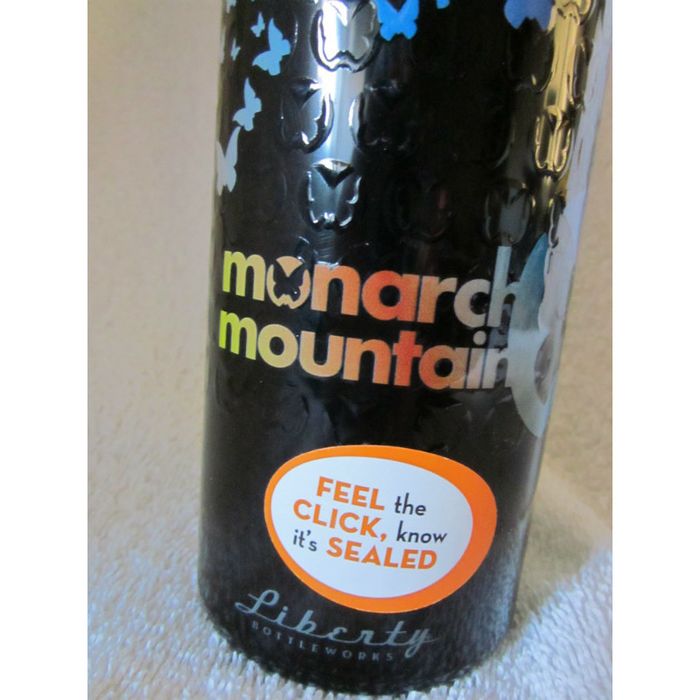 monarch
mountain
FEEL the
CLICK, know
it's SEALED
Liberty
BOTTLEWORKS